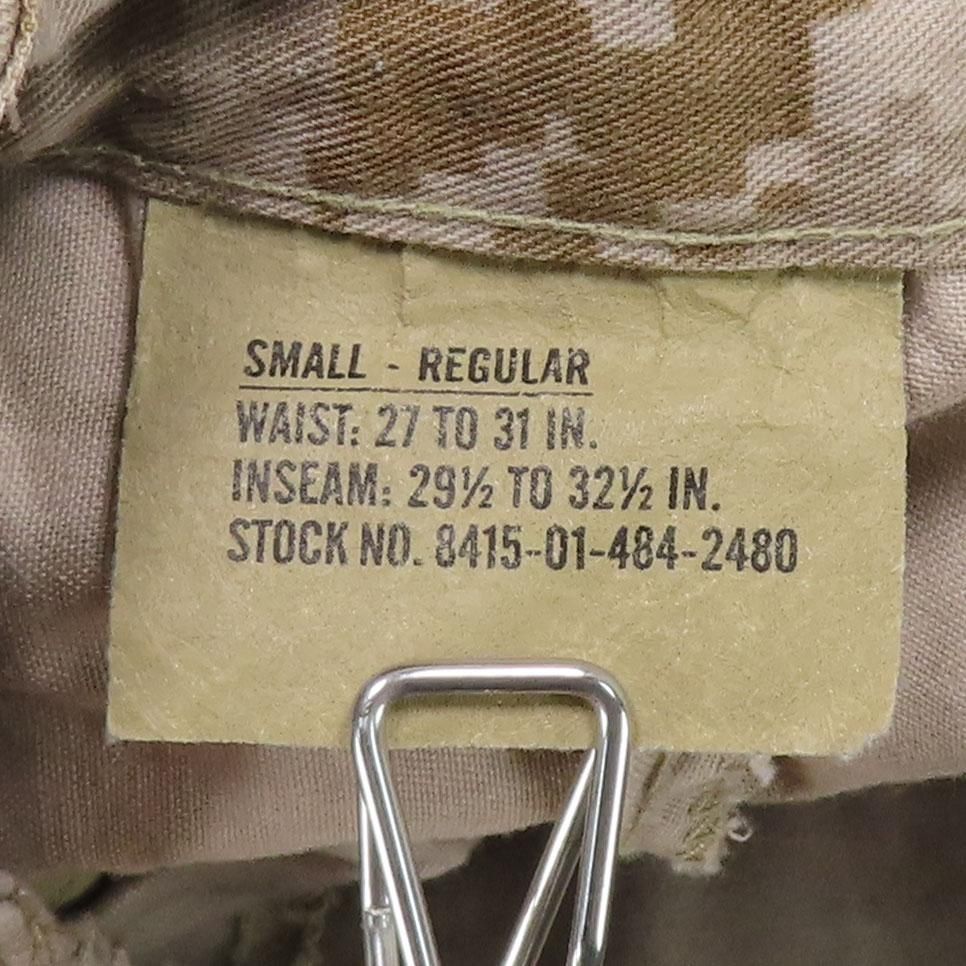 SMALL - REGULAR
WAIST: 27 TO 31 IN.
INSEAM: 29½ TO 32½ IN.
STOCK NO. 8415-01-484-2480